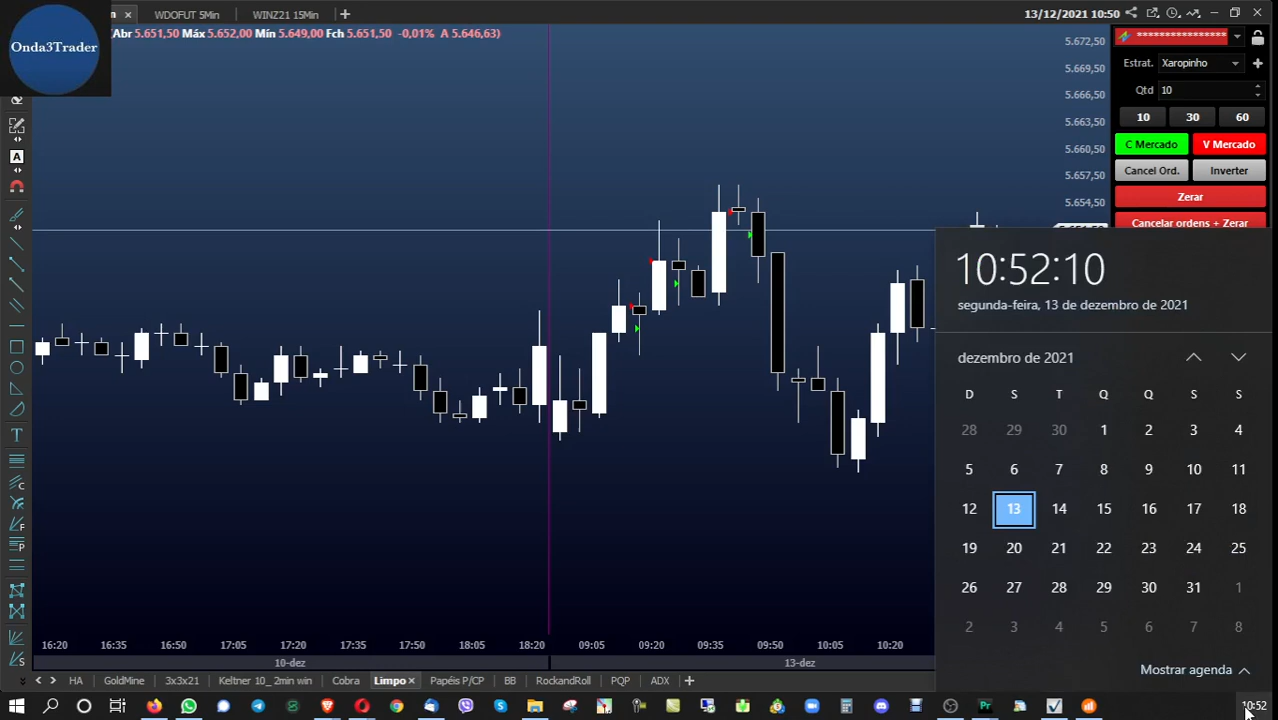 n × WDOFUT 5Min WINZ21 15Min + 13/12/2021 10:50
Onda3Trader
(Abr 5.651,50 Máx 5.652,00 Mín 5.649,00 Fch 5.651,50 -0,01% A 5.646,63)
5.672,50
5.669,50
5.666,50
5.663,50
5.660,50
5.657,50
5.654,50
******************
Estrat. Xaropinho
Qtd 10
10 30 60
C Mercado V Mercado
Cancel Ord. Inverter
Zerar
Cancelar ordens + Zerar
A
T
C
F
P
S
10:52:10
segunda-feira, 13 de dezembro de 2021
dezembro de 2021
D S T Q Q S S
28 29 30 1 2 3 4
5 6 7 8 9 10 11
12 13 14 15 16 17 18
19 20 21 22 23 24 25
26 27 28 29 30 31 1
2 3 4 5 6 7 8
Mostrar agenda
16:20 16:35 16:50 17:05 17:20 17:35 17:50 18:05 18:20 09:05 09:20 09:35 09:50 10:05 10:20
10-dez 13-dez
HA GoldMine 3x3x21 Keltner 10_ 2min win Cobra Limpo × Papéis P/CP BB RockandRoll PQP ADX +
Pr
10:52